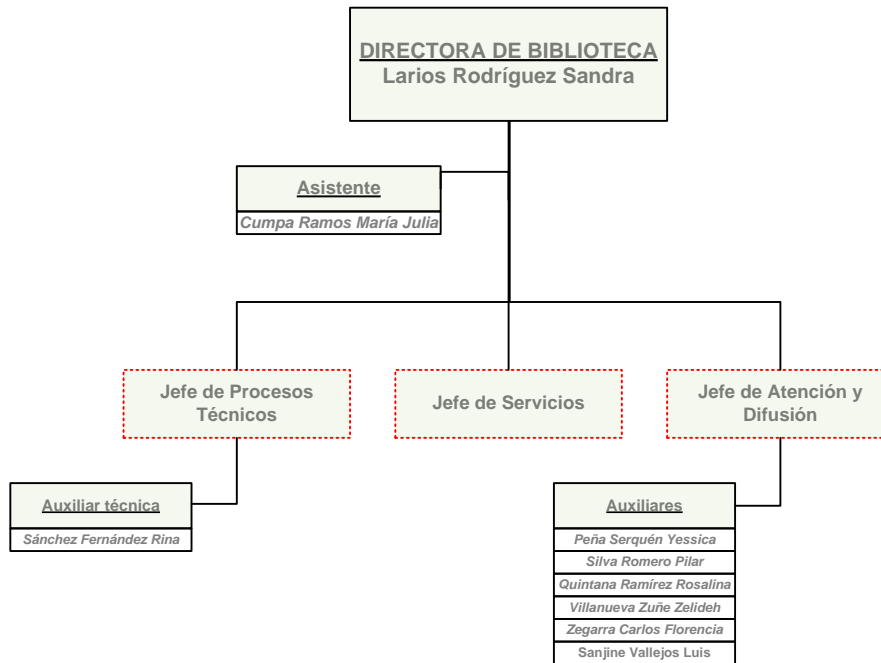 DIRECTORA DE BIBLIOTECA
Larios Rodríguez Sandra
Asistente
Cumpa Ramos María Julia
Jefe de Procesos
Técnicos
Jefe de Servicios
Jefe de Atención y
Difusión
Auxiliar técnica
Sánchez Fernández Rina
Auxiliares
Peña Serquén Yessica
Silva Romero Pilar
Quintana Ramírez Rosalina
Villanueva Zuñe Zelideh
Zegarra Carlos Florencia
Sanjine Vallejos Luis